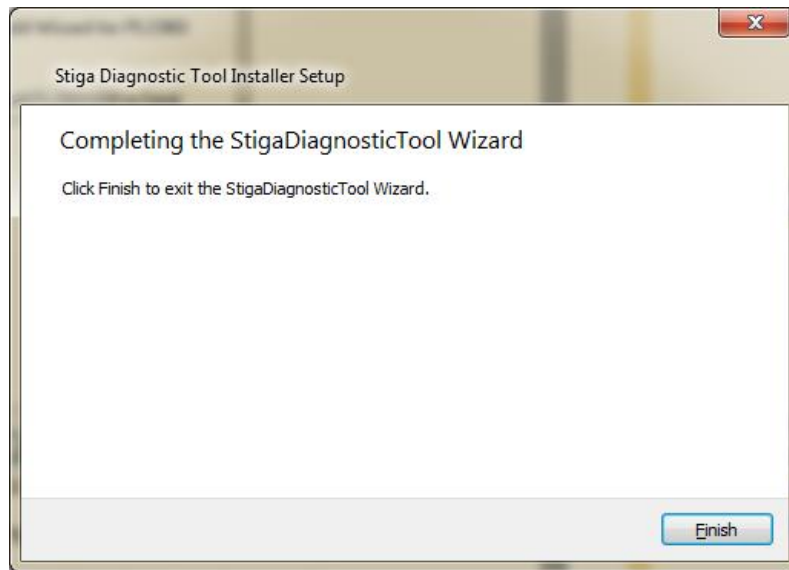 Stiga Diagnostic Tool Installer Setup
Completing the StigaDiagnosticTool Wizard
Click Finish to exit the StigaDiagnosticTool Wizard.
Finish